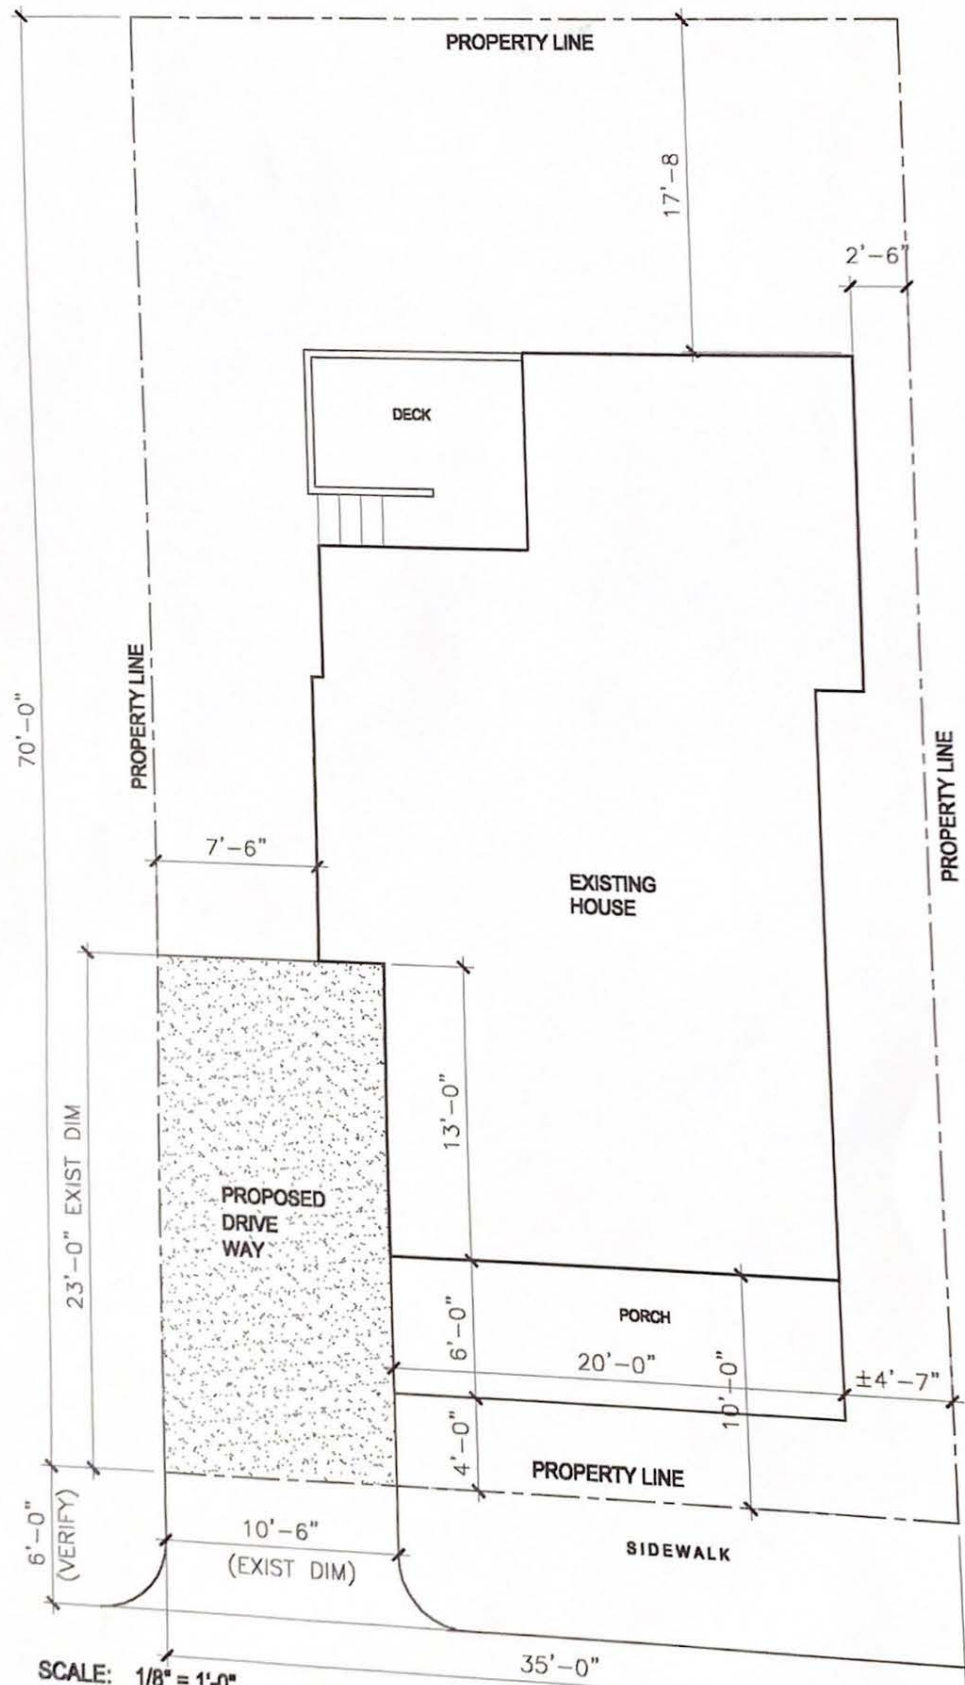 PROPERTY LINE
17'-8
2'-6"
DECK
70'-0"
PROPERTY LINE
PROPERTY LINE
7'-6"
EXISTING
HOUSE
23'-0" EXIST DIM
13'-0"
PROPOSED
DRIVE
WAY
PORCH
6'-0"
20'-0"
10'-0"
±4'-7"
4'-0"
PROPERTY LINE
6'-0"
(VERIFY)
10'-6"
(EXIST DIM)
SIDEWALK
35'-0"
SCALE: 1/8" = 1'-0"